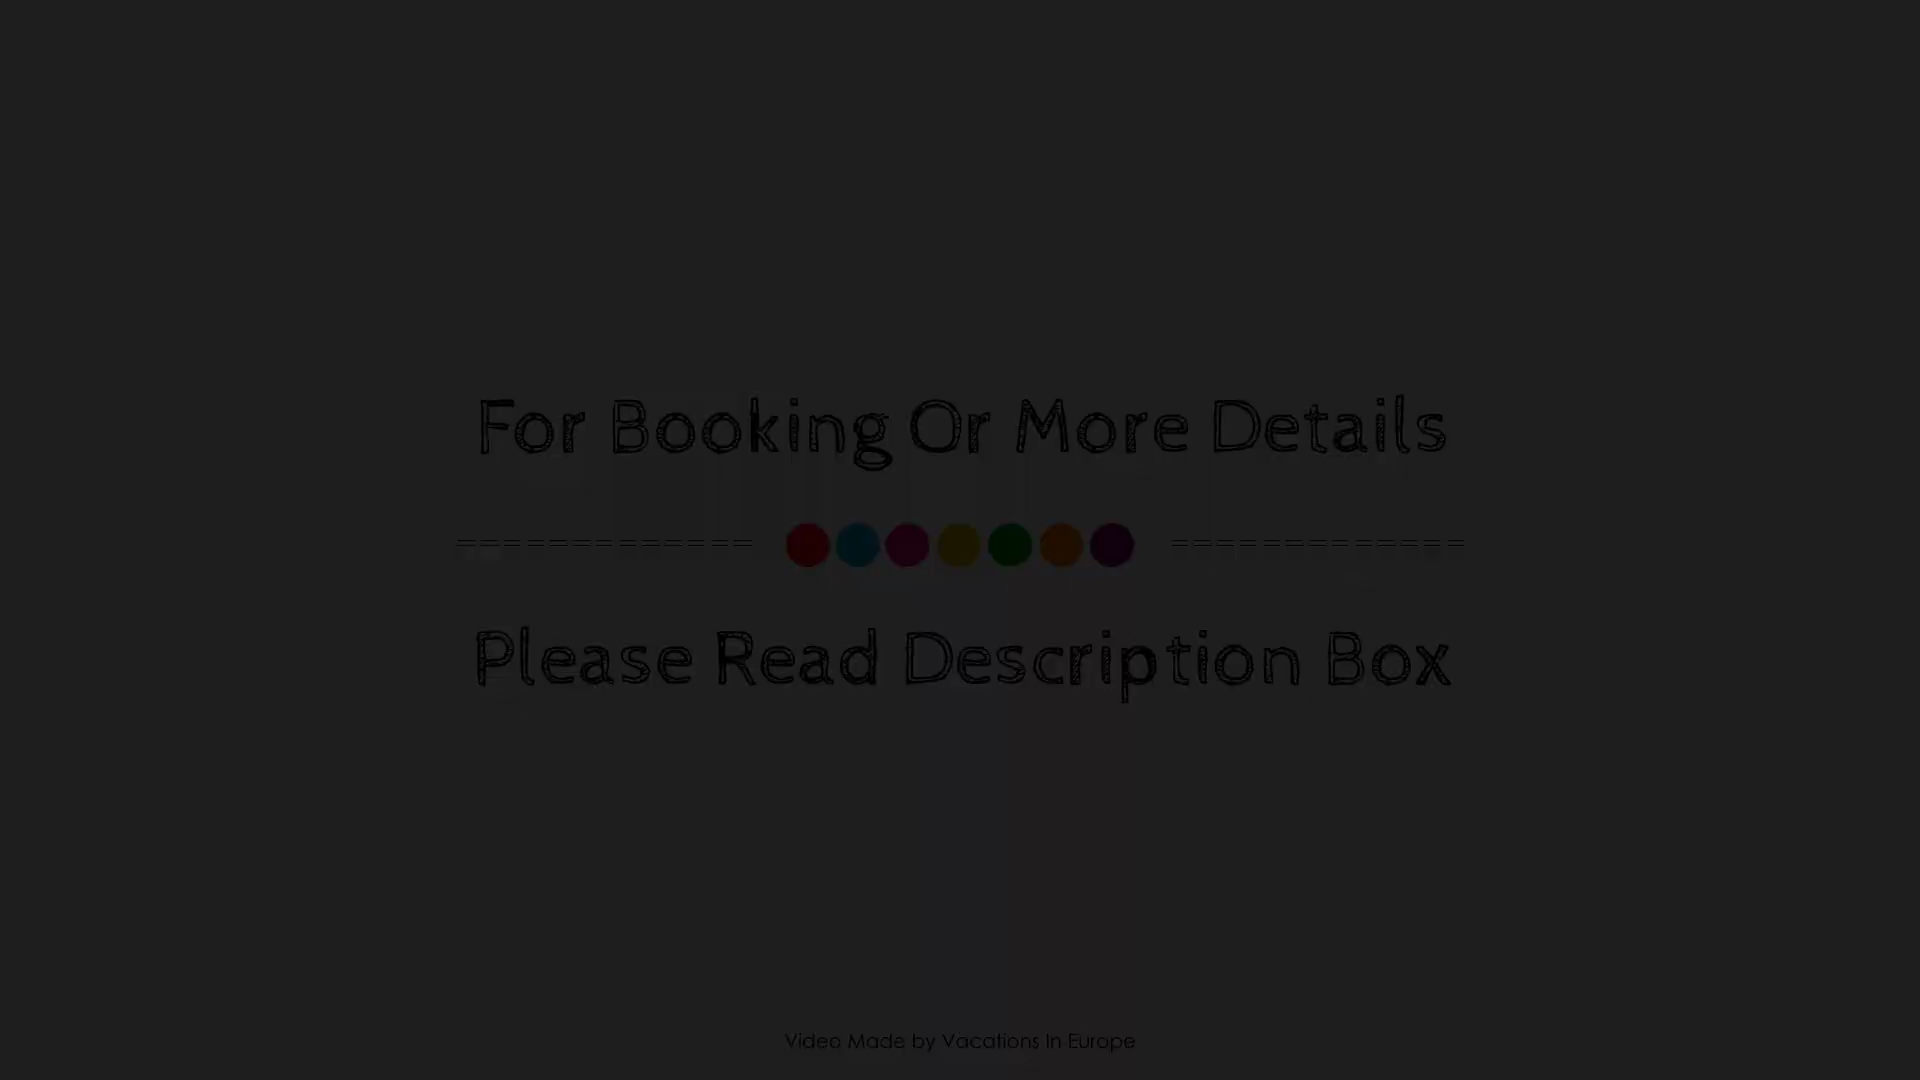 For Booking Or More Details
============= =============
Please Read Description Box
Video Made by Vacations In Europe